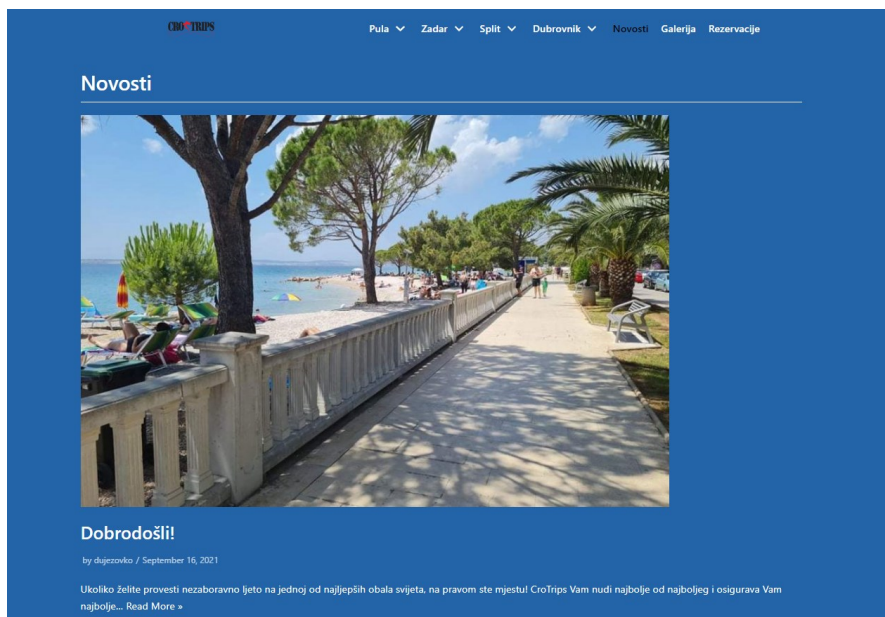 CRO TRIPS
Pula Zadar Split Dubrovnik Novosti Galerija Rezervacije
Novosti
Dobrodošli!
by dujezovko / September 16, 2021
Ukoliko želite provesti nezaboravno ljeto na jednoj od najljepših obala svijeta, na pravom ste mjestu! CroTrips Vam nudi najbolje od najboljeg i osigurava Vam
najbolje... Read More »